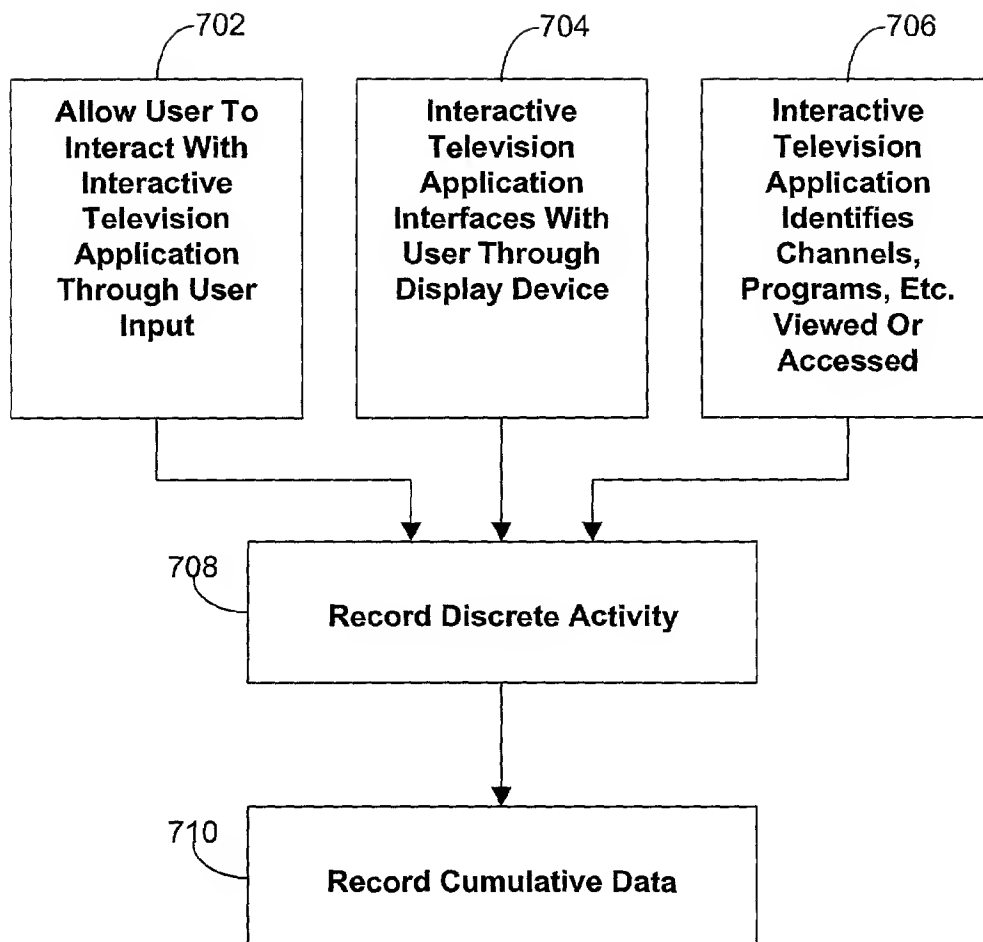 702
Allow User To
Interact With
Interactive
Television
Application
Through User
Input
704
Interactive
Television
Application
Interfaces With
User Through
Display Device
706
Interactive
Television
Application
Identifies
Channels,
Programs, Etc.
Viewed Or
Accessed
708
Record Discrete Activity
710
Record Cumulative Data